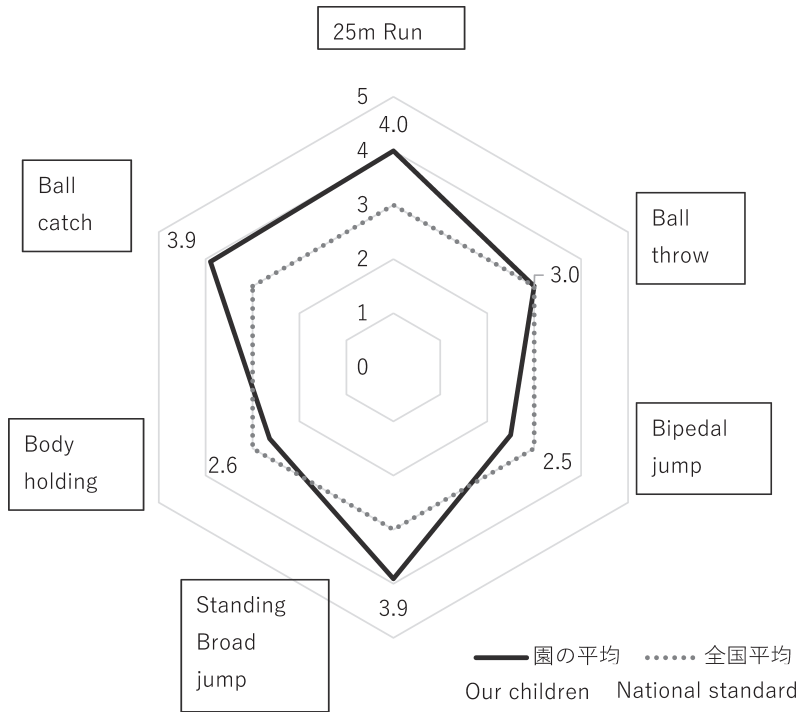 25m Run
5
4.0
4
3
2
1
0
Ball
catch
3.9
Ball
throw
3.0
Body
holding
2.6
Bipedal
jump
2.5
Standing
Broad
jump
3.9
園の平均 全国平均
Our children National standard